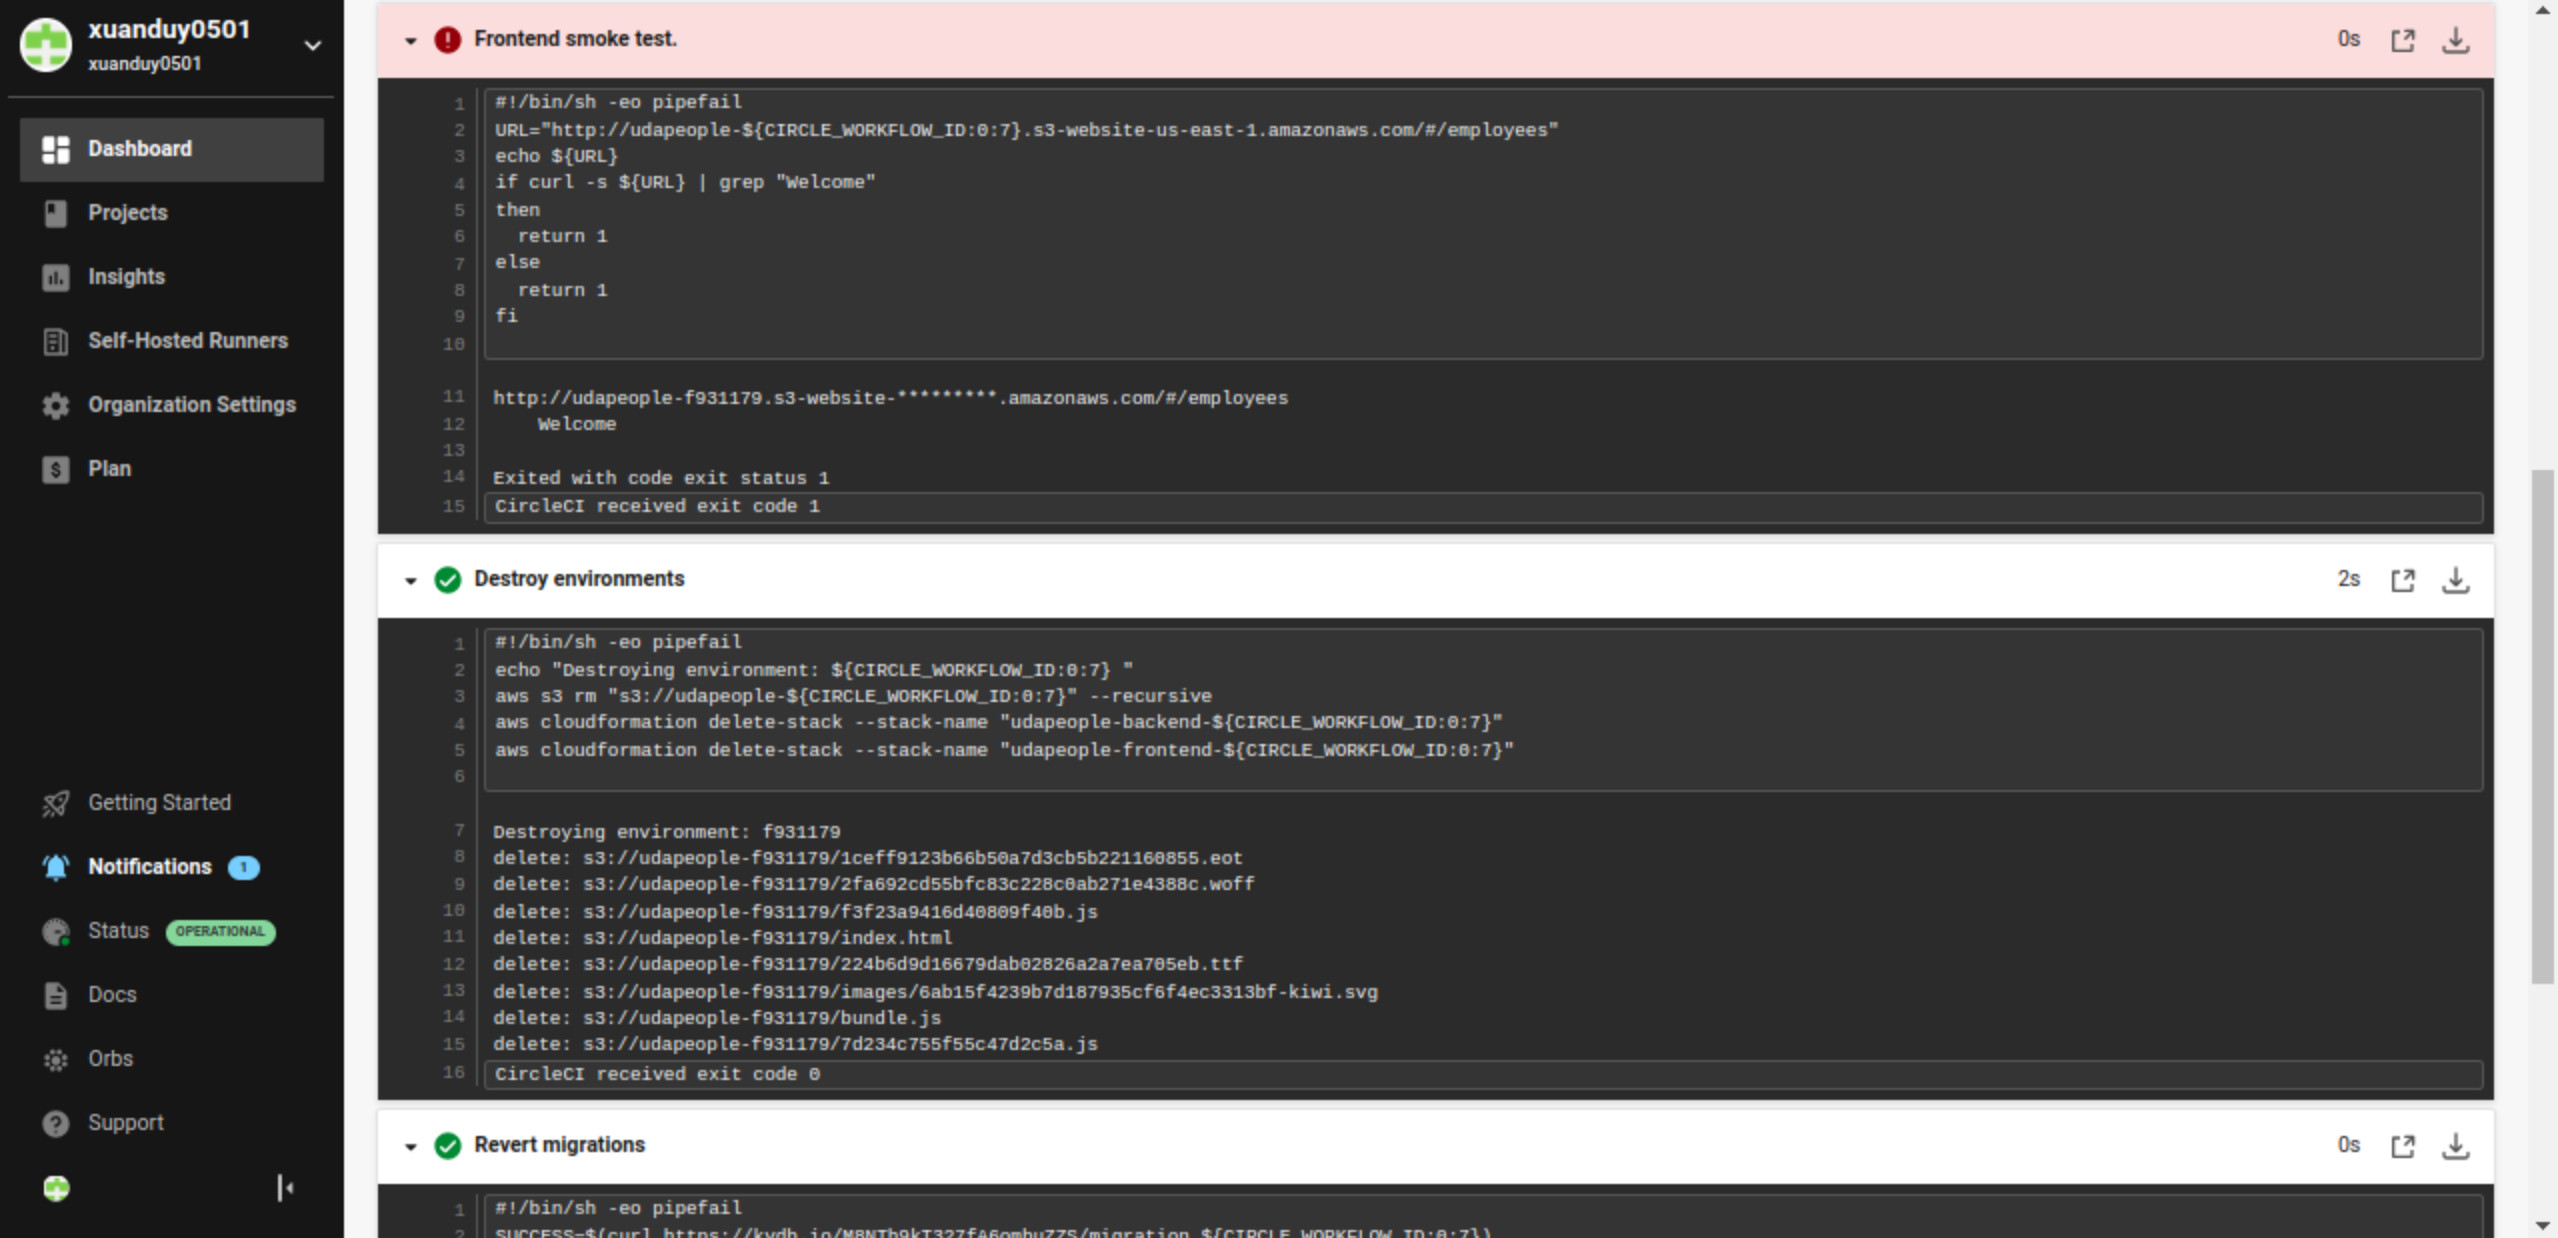 xuanduy0501
xuanduy0501
Dashboard
Projects
Insights
Self-Hosted Runners
Organization Settings
Plan
Getting Started
Notifications 1
Status OPERATIONAL
Docs
Orbs
Support
Frontend smoke test. 0s
1 #!/bin/sh -eo pipefail
2 URL="http://udapeople-${CIRCLE_WORKFLOW_ID:0:7}.s3-website-us-east-1.amazonaws.com/#/employees"
3 echo ${URL}
4 if curl -s ${URL} | grep "Welcome"
5 then
6 return 1
7 else
8 return 1
9 fi
10
11 http://udapeople-f931179.s3-website-*********.amazonaws.com/#/employees
12 Welcome
13
14 Exited with code exit status 1
15 CircleCI received exit code 1
Destroy environments 2s
1 #!/bin/sh -eo pipefail
2 echo "Destroying environment: ${CIRCLE_WORKFLOW_ID:0:7} "
3 aws s3 rm "s3://udapeople-${CIRCLE_WORKFLOW_ID:0:7}" --recursive
4 aws cloudformation delete-stack --stack-name "udapeople-backend-${CIRCLE_WORKFLOW_ID:0:7}"
5 aws cloudformation delete-stack --stack-name "udapeople-frontend-${CIRCLE_WORKFLOW_ID:0:7}"
6
7 Destroying environment: f931179
8 delete: s3://udapeople-f931179/1ceff9123b66b50a7d3cb5b221160855.eot
9 delete: s3://udapeople-f931179/2fa692cd55bfc83c228c0ab271e4388c.woff
10 delete: s3://udapeople-f931179/f3f23a9416d40809f40b.js
11 delete: s3://udapeople-f931179/index.html
12 delete: s3://udapeople-f931179/224b6d9d16679dab02826a2a7ea705eb.ttf
13 delete: s3://udapeople-f931179/images/6ab15f4239b7d187935cf6f4ec3313bf-kiwi.svg
14 delete: s3://udapeople-f931179/bundle.js
15 delete: s3://udapeople-f931179/7d234c755f55c47d2c5a.js
16 CircleCI received exit code 0
Revert migrations 0s
1 #!/bin/sh -eo pipefail
2